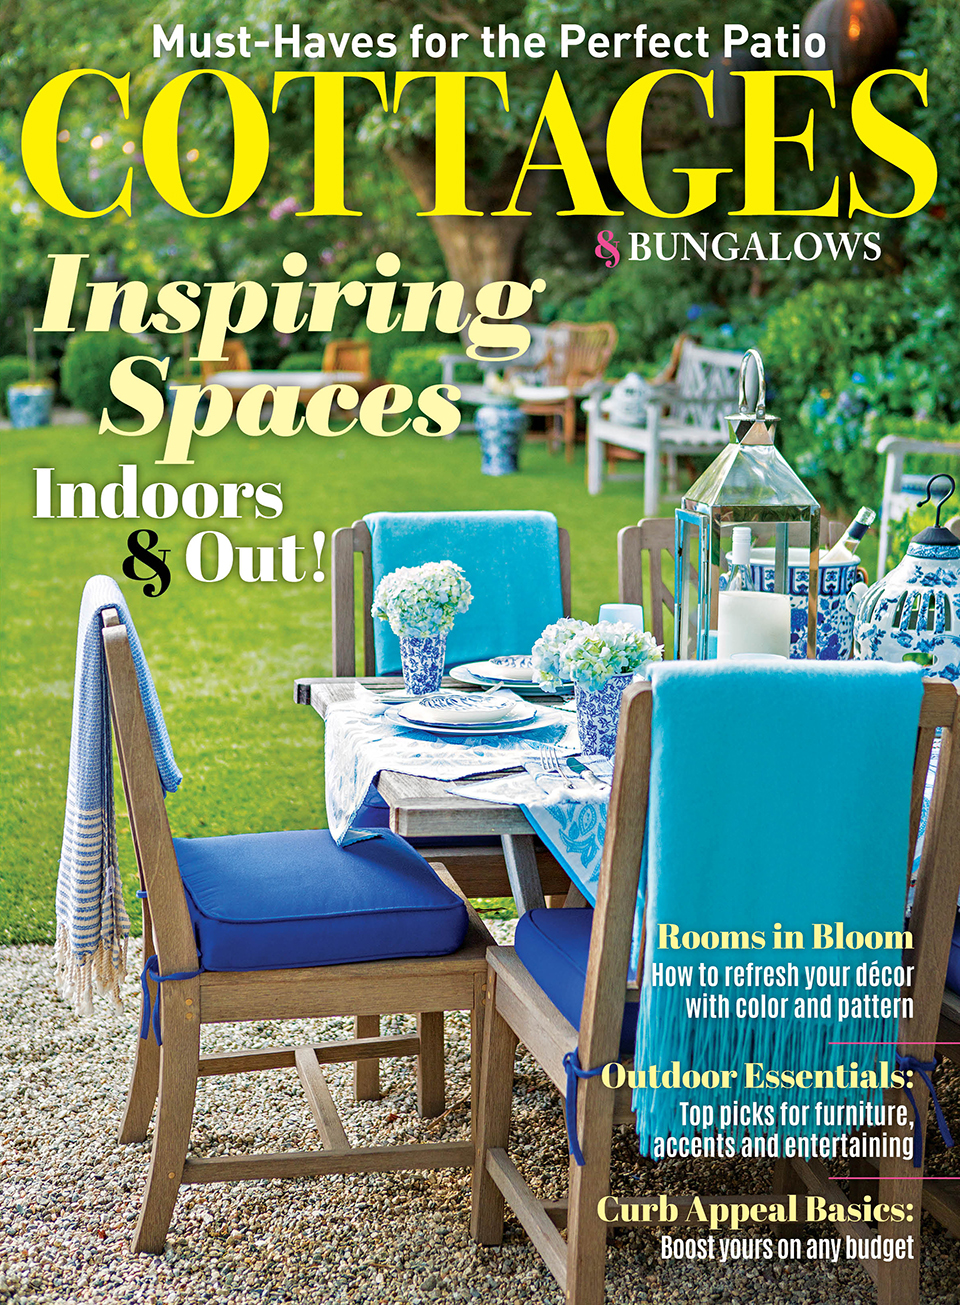 Must-Haves for the Perfect Patio
COTTAGES
& BUNGALOWS
Inspiring
Spaces
Indoors
& Out!
Rooms in Bloom
How to refresh your décor
with color and pattern
Outdoor Essentials:
Top picks for furniture,
accents and entertaining
Curb Appeal Basics:
Boost yours on any budget